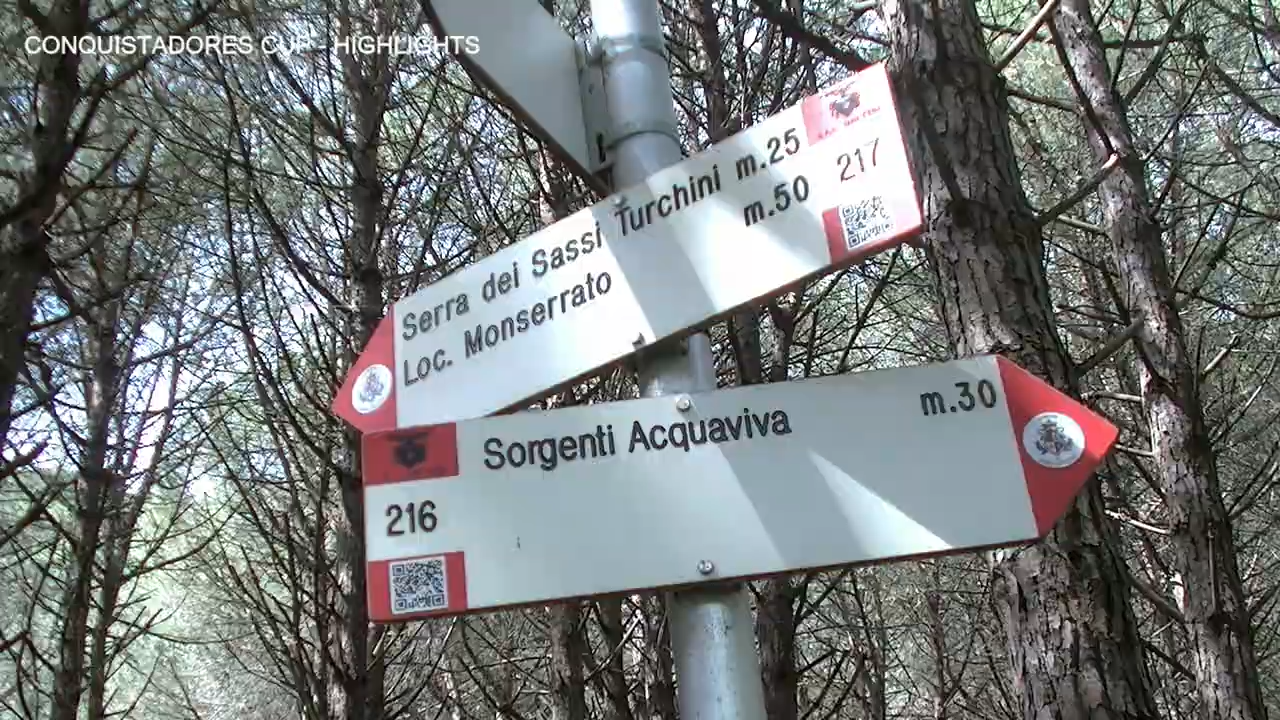 CONQUISTADORES CUP - HIGHLIGHTS
Serra dei Sassi Turchini m.25
Loc. Monserrato m.50
217
Sorgenti Acquaviva m.30
216